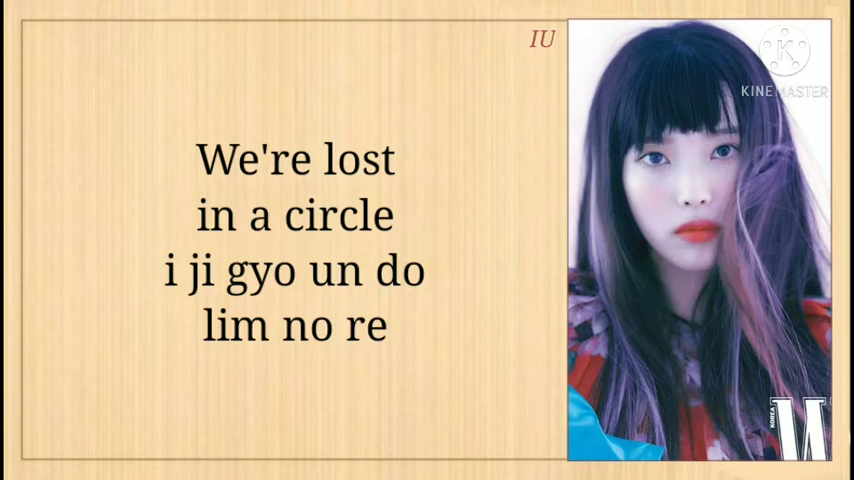 IU
We're lost
in a circle
i ji gyo un do
lim no re
KINEMASTER
KOREA
W